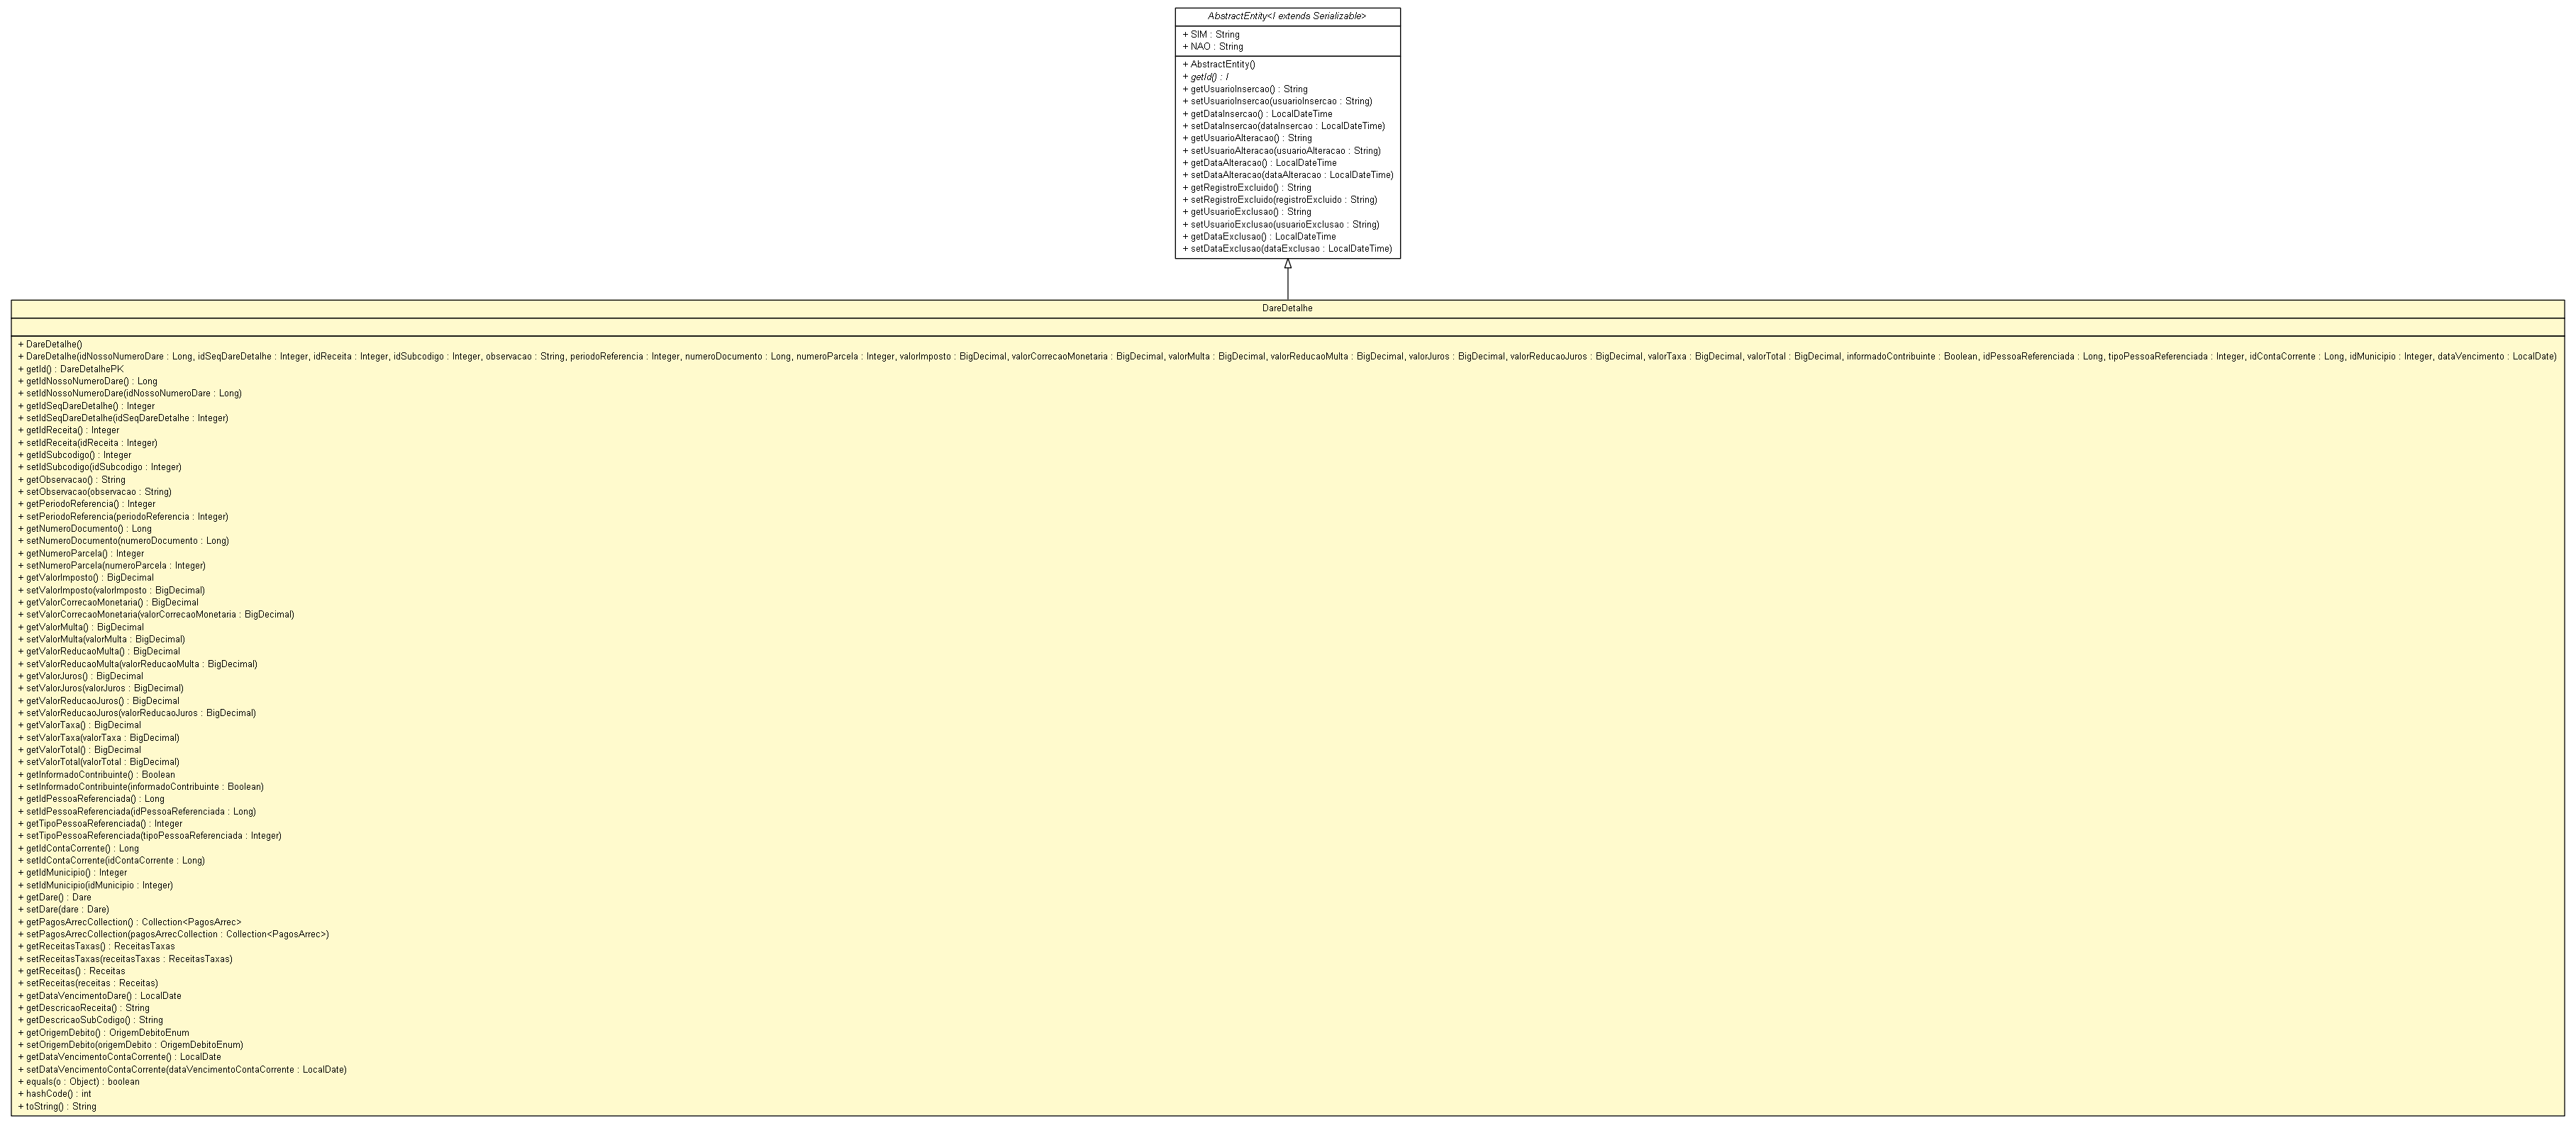 AbstractEntity<I extends Serializable>
+ SIM : String
+ NAO : String
+ AbstractEntity()
+ getId() : I
+ getUsuarioInsercao() : String
+ setUsuarioInsercao(usuarioInsercao : String)
+ getDataInsercao() : LocalDateTime
+ setDataInsercao(dataInsercao : LocalDateTime)
+ getUsuarioAlteracao() : String
+ setUsuarioAlteracao(usuarioAlteracao : String)
+ getDataAlteracao() : LocalDateTime
+ setDataAlteracao(dataAlteracao : LocalDateTime)
+ getRegistroExcluido() : String
+ setRegistroExcluido(registroExcluido : String)
+ getUsuarioExclusao() : String
+ setUsuarioExclusao(usuarioExclusao : String)
+ getDataExclusao() : LocalDateTime
+ setDataExclusao(dataExclusao : LocalDateTime)
DareDetalhe
+ DareDetalhe()
+ DareDetalhe(idNossoNumeroDare : Long, idSeqDareDetalhe : Integer, idReceita : Integer, idSubcodigo : Integer, observacao : String, periodoReferencia : Integer, numeroDocumento : Long, numeroParcela : Integer, valorImposto : BigDecimal, valorCorrecaoMonetaria : BigDecimal, valorMulta : BigDecimal, valorReducaoMulta : BigDecimal, valorJuros : BigDecimal, valorReducaoJuros : BigDecimal, valorTaxa : BigDecimal, valorTotal : BigDecimal, informadoContribuinte : Boolean, idPessoaReferenciada : Long, tipoPessoaReferenciada : Integer, idContaCorrente : Long, idMunicipio : Integer, dataVencimento : LocalDate)
+ getId() : DareDetalhePK
+ getIdNossoNumeroDare() : Long
+ setIdNossoNumeroDare(idNossoNumeroDare : Long)
+ getIdSeqDareDetalhe() : Integer
+ setIdSeqDareDetalhe(idSeqDareDetalhe : Integer)
+ getIdReceita() : Integer
+ setIdReceita(idReceita : Integer)
+ getIdSubcodigo() : Integer
+ setIdSubcodigo(idSubcodigo : Integer)
+ getObservacao() : String
+ setObservacao(observacao : String)
+ getPeriodoReferencia() : Integer
+ setPeriodoReferencia(periodoReferencia : Integer)
+ getNumeroDocumento() : Long
+ setNumeroDocumento(numeroDocumento : Long)
+ getNumeroParcela() : Integer
+ setNumeroParcela(numeroParcela : Integer)
+ getValorImposto() : BigDecimal
+ setValorImposto(valorImposto : BigDecimal)
+ getValorCorrecaoMonetaria() : BigDecimal
+ setValorCorrecaoMonetaria(valorCorrecaoMonetaria : BigDecimal)
+ getValorMulta() : BigDecimal
+ setValorMulta(valorMulta : BigDecimal)
+ getValorReducaoMulta() : BigDecimal
+ setValorReducaoMulta(valorReducaoMulta : BigDecimal)
+ getValorJuros() : BigDecimal
+ setValorJuros(valorJuros : BigDecimal)
+ getValorReducaoJuros() : BigDecimal
+ setValorReducaoJuros(valorReducaoJuros : BigDecimal)
+ getValorTaxa() : BigDecimal
+ setValorTaxa(valorTaxa : BigDecimal)
+ getValorTotal() : BigDecimal
+ setValorTotal(valorTotal : BigDecimal)
+ getInformadoContribuinte() : Boolean
+ setInformadoContribuinte(informadoContribuinte : Boolean)
+ getIdPessoaReferenciada() : Long
+ setIdPessoaReferenciada(idPessoaReferenciada : Long)
+ getTipoPessoaReferenciada() : Integer
+ setTipoPessoaReferenciada(tipoPessoaReferenciada : Integer)
+ getIdContaCorrente() : Long
+ setIdContaCorrente(idContaCorrente : Long)
+ getIdMunicipio() : Integer
+ setIdMunicipio(idMunicipio : Integer)
+ getDare() : Dare
+ setDare(dare : Dare)
+ getPagosArrecCollection() : Collection<PagosArrec>
+ setPagosArrecCollection(pagosArrecCollection : Collection<PagosArrec>)
+ getReceitasTaxas() : ReceitasTaxas
+ setReceitasTaxas(receitasTaxas : ReceitasTaxas)
+ getReceitas() : Receitas
+ setReceitas(receitas : Receitas)
+ getDataVencimentoDare() : LocalDate
+ getDescricaoReceita() : String
+ getDescricaoSubCodigo() : String
+ getOrigemDebito() : OrigemDebitoEnum
+ setOrigemDebito(origemDebito : OrigemDebitoEnum)
+ getDataVencimentoContaCorrente() : LocalDate
+ setDataVencimentoContaCorrente(dataVencimentoContaCorrente : LocalDate)
+ equals(o : Object) : boolean
+ hashCode() : int
+ toString() : String